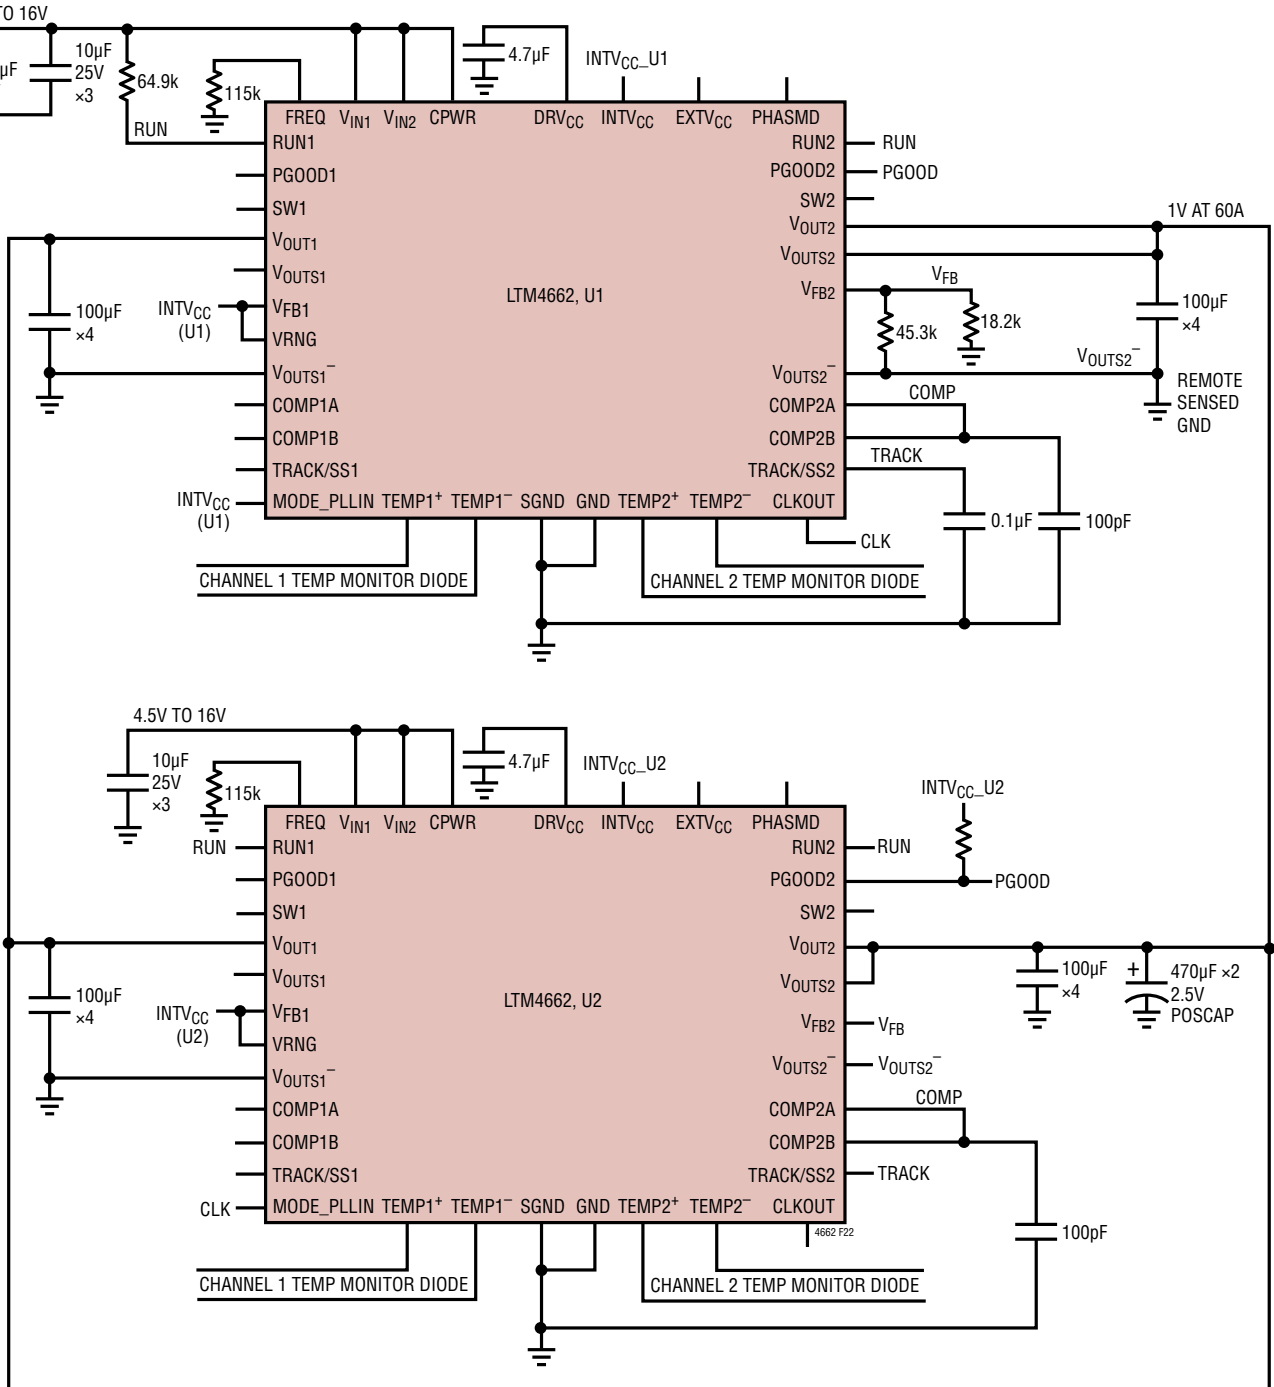 TO 16V
µF
10µF
25V
×3
64.9k
115k
4.7µF
INTVCC_U1
RUN
FREQ VIN1 VIN2 CPWR DRVCC INTVCC EXTVCC PHASMD
RUN1
PGOOD1
SW1
VOUT1
VOUTS1
VFB1
VRNG
VOUTS1–
COMP1A
COMP1B
TRACK/SS1
MODE_PLLIN TEMP1+ TEMP1– SGND GND TEMP2+ TEMP2– CLKOUT
LTM4662, U1
RUN2
PGOOD2
SW2
VOUT2
VOUTS2
VFB2
VOUTS2–
COMP2A
COMP2B
TRACK/SS2
100µF
×4
INTVCC
(U1)
INTVCC
(U1)
RUN
PGOOD
1V AT 60A
VFB
45.3k
18.2k
100µF
×4
VOUTS2–
REMOTE
SENSED
GND
COMP
TRACK
0.1µF
100pF
CLK
CHANNEL 1 TEMP MONITOR DIODE
CHANNEL 2 TEMP MONITOR DIODE
4.5V TO 16V
10µF
25V
×3
115k
4.7µF
INTVCC_U2
INTVCC_U2
FREQ VIN1 VIN2 CPWR DRVCC INTVCC EXTVCC PHASMD
RUN
RUN1
PGOOD1
SW1
VOUT1
VOUTS1
VFB1
VRNG
VOUTS1–
COMP1A
COMP1B
TRACK/SS1
MODE_PLLIN TEMP1+ TEMP1– SGND GND TEMP2+ TEMP2– CLKOUT
LTM4662, U2
RUN2
PGOOD2
SW2
VOUT2
VOUTS2
VFB2
VOUTS2–
COMP2A
COMP2B
TRACK/SS2
100µF
×4
INTVCC
(U2)
CLK
RUN
PGOOD
100µF
×4
+
470µF ×2
2.5V
POSCAP
VFB
VOUTS2–
COMP
TRACK
100pF
4662 F22
CHANNEL 1 TEMP MONITOR DIODE
CHANNEL 2 TEMP MONITOR DIODE